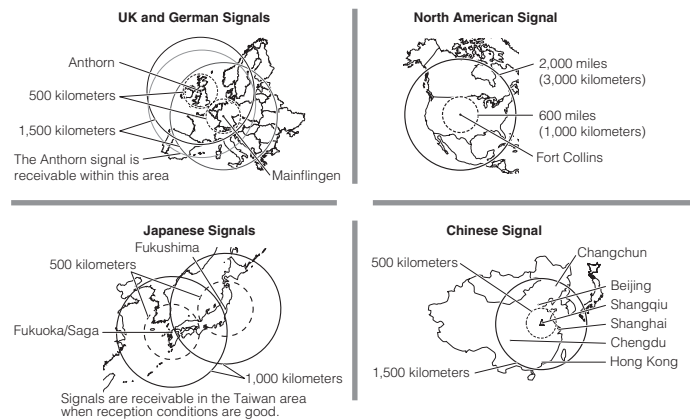 UK and German Signals
Anthorn
500 kilometers
1,500 kilometers
The Anthorn signal is
receivable within this area
Mainflingen
North American Signal
2,000 miles
(3,000 kilometers)
600 miles
(1,000 kilometers)
Fort Collins
Japanese Signals
Fukushima
500 kilometers
Fukuoka/Saga
1,000 kilometers
Signals are receivable in the Taiwan area
when reception conditions are good.
Chinese Signal
Changchun
500 kilometers
Beijing
Shangqiu
Shanghai
Chengdu
Hong Kong
1,500 kilometers